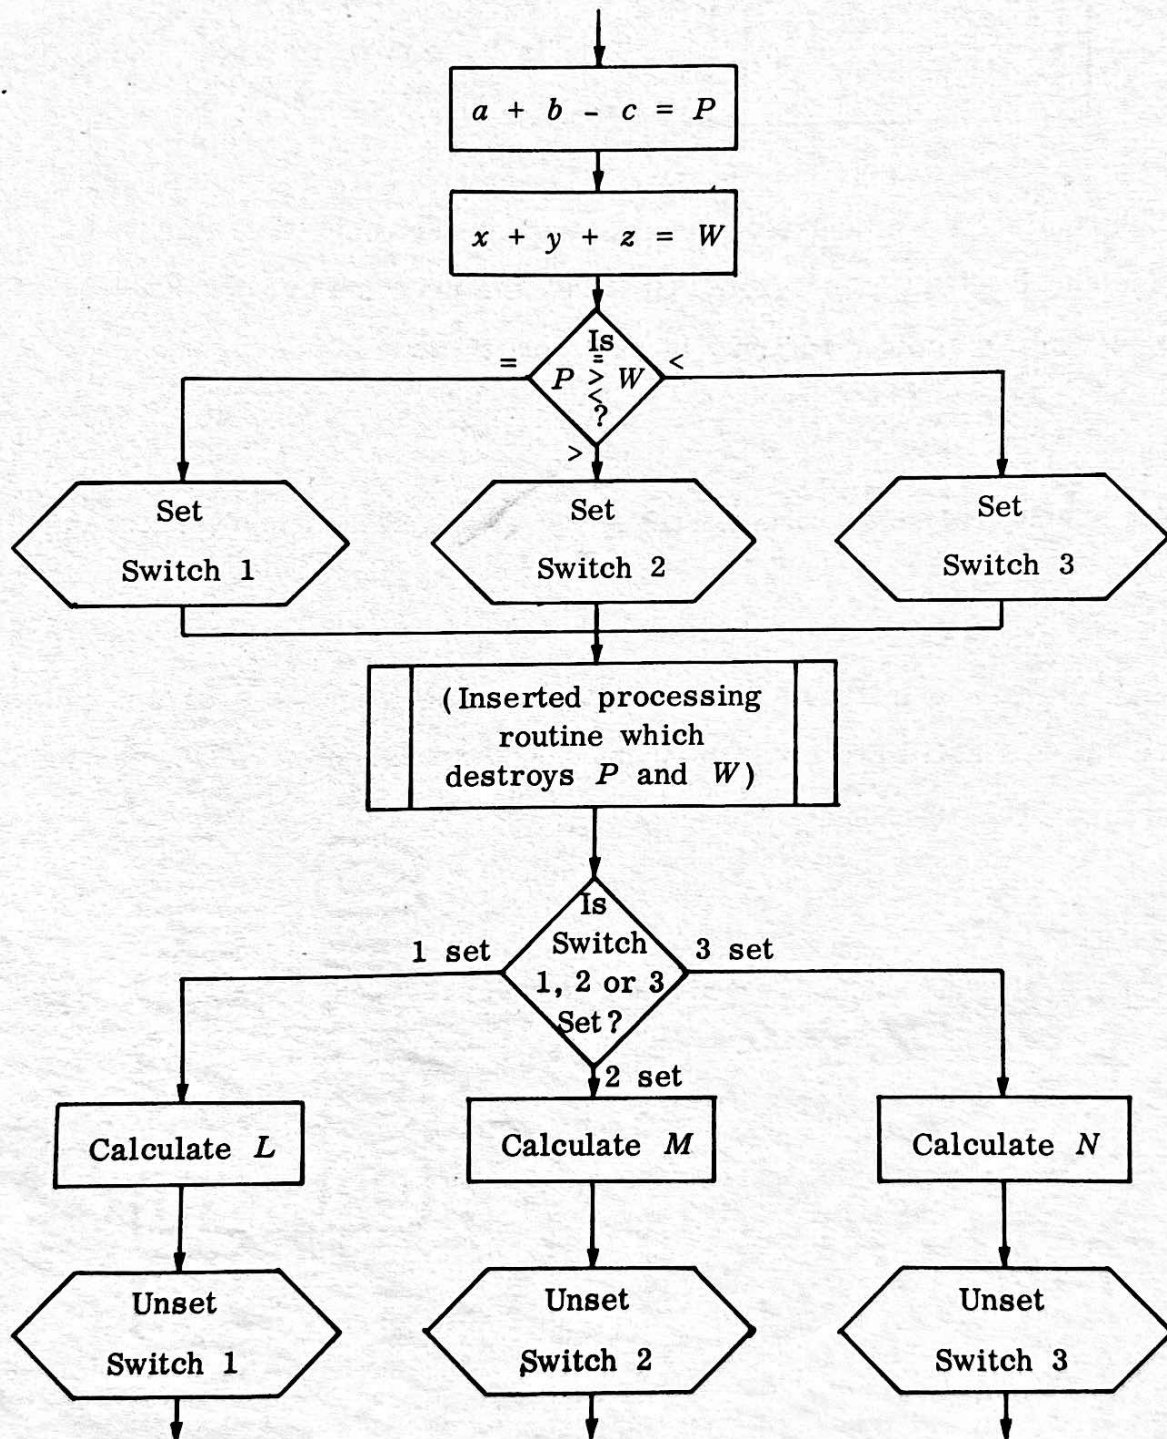 a + b - c = P
x + y + z = W
Is
=
P > W
<
?
=
<
>
Set
Switch 1
Set
Switch 2
Set
Switch 3
(Inserted processing
routine which
destroys P and W)
Is
Switch
1, 2 or 3
Set?
1 set
3 set
2 set
Calculate L
Calculate M
Calculate N
Unset
Switch 1
Unset
Switch 2
Unset
Switch 3